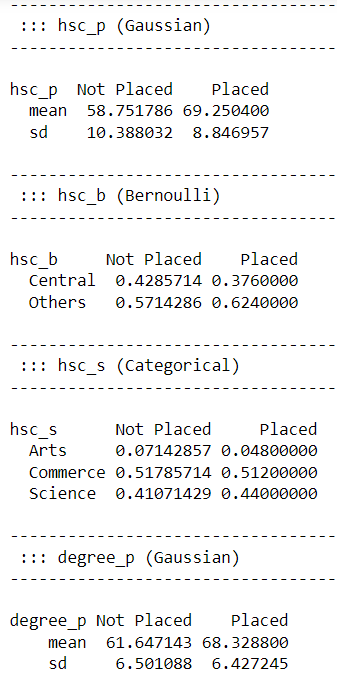 ---------------------------------
 ::: hsc_p (Gaussian)
---------------------------------
hsc_p  Not Placed    Placed
  mean  58.751786 69.250400
  sd    10.388032  8.846957
---------------------------------
 ::: hsc_b (Bernoulli)
---------------------------------
hsc_b     Not Placed    Placed
  Central  0.4285714 0.3760000
  Others   0.5714286 0.6240000
---------------------------------
 ::: hsc_s (Categorical)
---------------------------------
hsc_s      Not Placed     Placed
  Arts     0.07142857 0.04800000
  Commerce 0.51785714 0.51200000
  Science  0.41071429 0.44000000
---------------------------------
 ::: degree_p (Gaussian)
---------------------------------
degree_p Not Placed    Placed
    mean  61.647143 68.328800
    sd     6.501088  6.427245